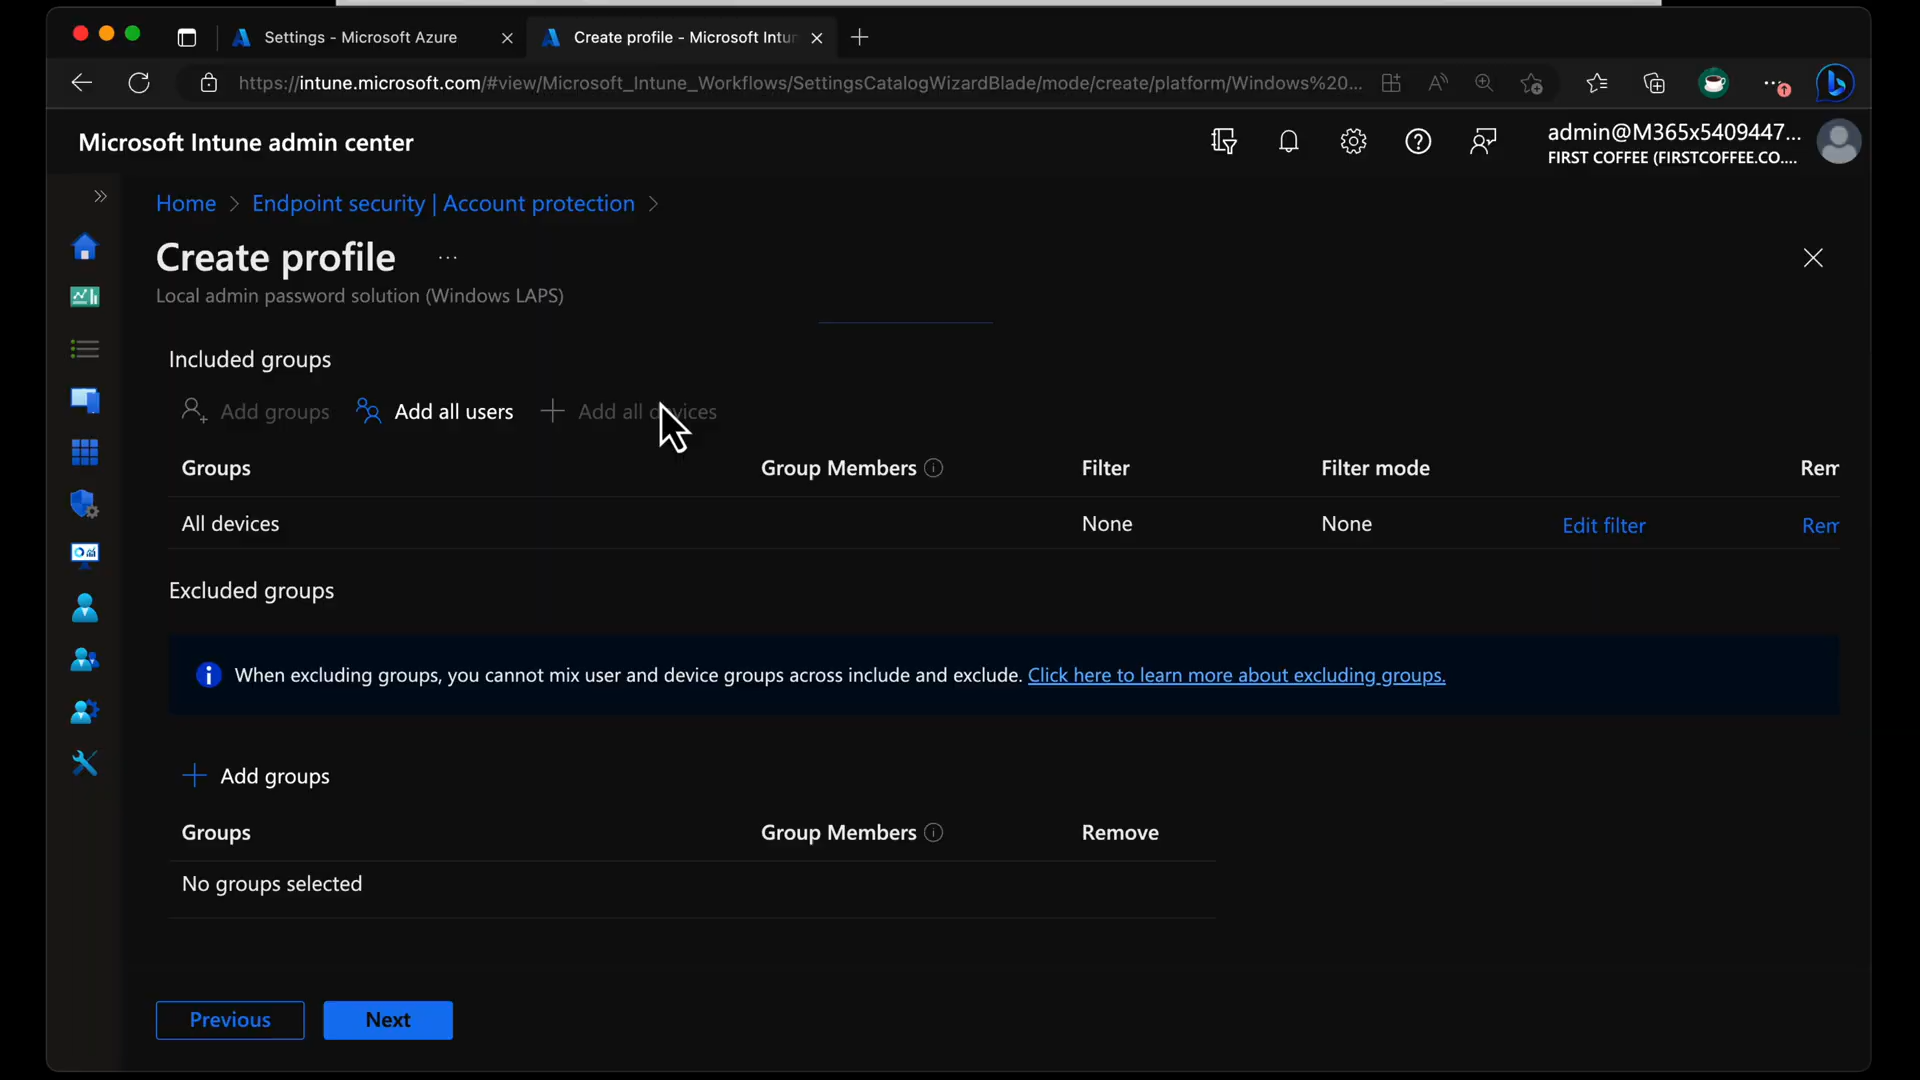 Settings - Microsoft Azure
Create profile - Microsoft Intu
https://intune.microsoft.com/#view/Microsoft_Intune_Workflows/SettingsCatalogWizardBlade/mode/create/platform/Windows%20...
Microsoft Intune admin center
admin@M365x5409447...
FIRST COFFEE (FIRSTCOFFEE.CO....
Home > Endpoint security | Account protection >
Create profile ...
Local admin password solution (Windows LAPS)
Included groups
Add groups Add all users Add all devices
Groups Group Members Filter Filter mode Rem
All devices None None Edit filter Rem
Excluded groups
When excluding groups, you cannot mix user and device groups across include and exclude. Click here to learn more about excluding groups.
Add groups
Groups Group Members Remove
No groups selected
Previous Next